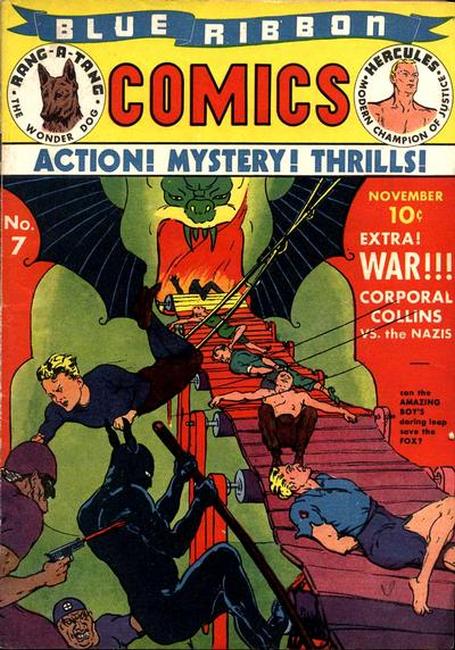 BLUE RIBBON
COMICS
RANG-A-TANG
THE WONDER DOG
HERCULES
MODERN CHAMPION OF JUSTICE
ACTION! MYSTERY! THRILLS!
No.
7
NOVEMBER
10¢
EXTRA!
WAR!!!
CORPORAL
COLLINS
VS. the NAZIS
can the
AMAZING
BOY'S
daring leap
save the
FOX?